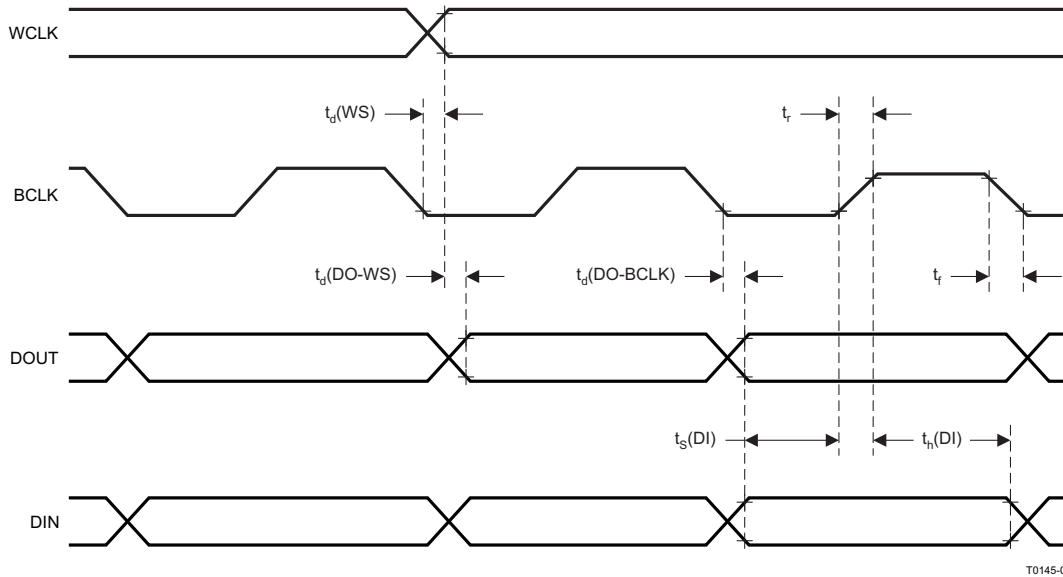 WCLK
t_d(WS)
t_r
BCLK
t_d(DO-WS)
t_d(DO-BCLK)
t_f
DOUT
t_S(DI)
t_h(DI)
DIN